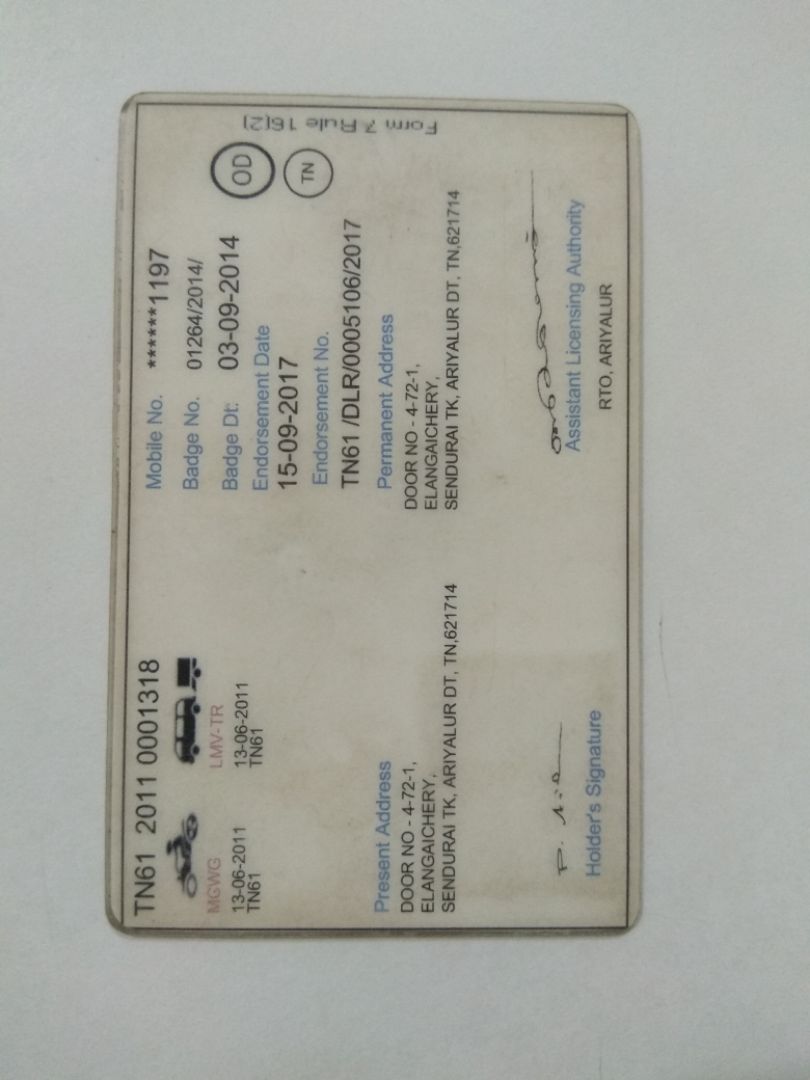 TN61 2011 0001318
MGWG
13-06-2011
TN61
LMV-TR
13-06-2011
TN61
Mobile No. ******1197
Badge No. 01264/2014/
Badge Dt: 03-09-2014
Endorsement Date
15-09-2017
Endorsement No.
TN61 /DLR/0005106/2017
OD
TN
Form 7 Rule 16(2)
Present Address
DOOR NO - 4-72-1,
ELANGAICHERY,
SENDURAI TK, ARIYALUR DT, TN,621714
Permanent Address
DOOR NO - 4-72-1,
ELANGAICHERY,
SENDURAI TK, ARIYALUR DT, TN,621714
Holder's Signature
Assistant Licensing Authority
RTO, ARIYALUR